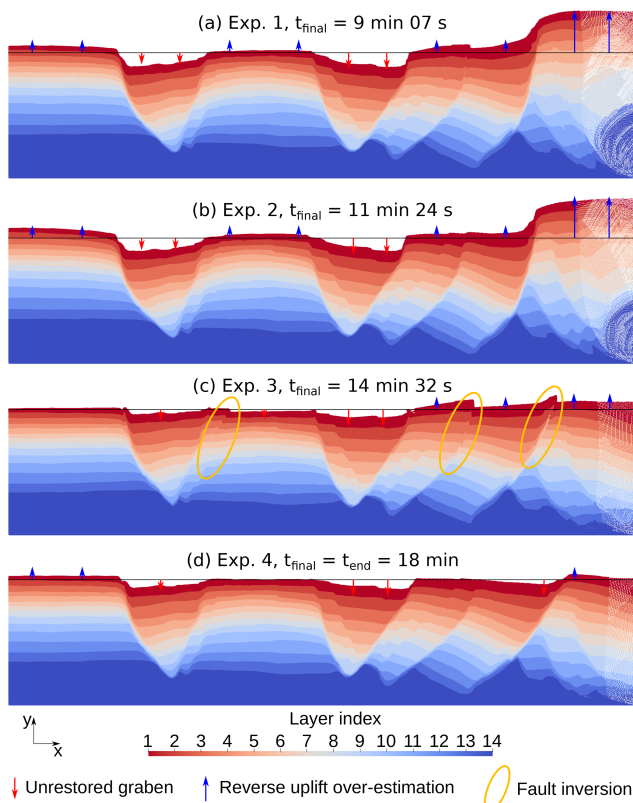 (a) Exp. 1, t_final = 9 min 07 s
(b) Exp. 2, t_final = 11 min 24 s
(c) Exp. 3, t_final = 14 min 32 s
(d) Exp. 4, t_final = t_end = 18 min
y
x
Layer index
1 2 3 4 5 6 7 8 9 10 11 12 13 14
Unrestored graben Reverse uplift over-estimation Fault inversion